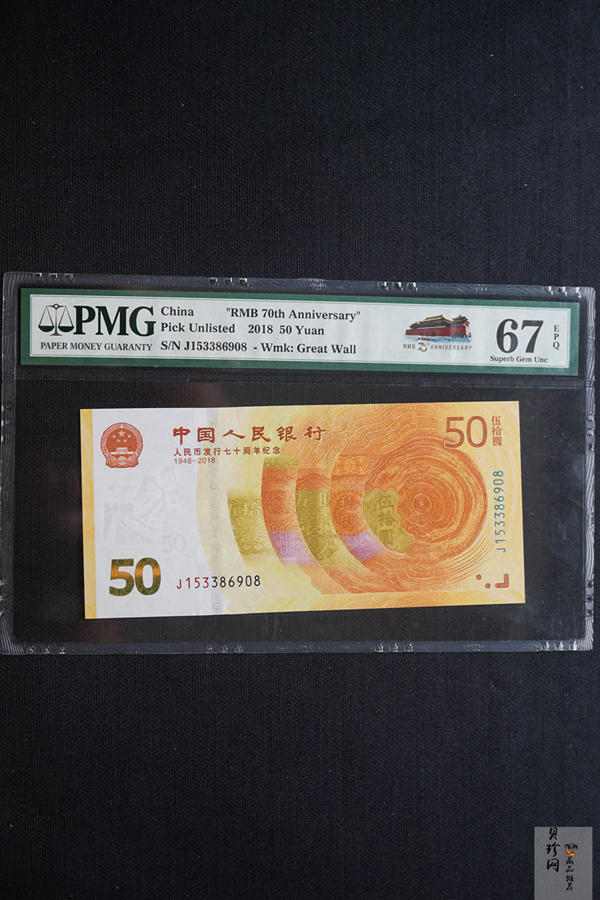 PMG
PAPER MONEY GUARANTY
China "RMB 70th Anniversary"
Pick Unlisted 2018 50 Yuan
S/N J153386908 - Wmk: Great Wall
RMB 70 ANNIVERSARY
67
EPQ
Superb Gem Unc
中国人民银行
人民币发行七十周年纪念
1948-2018
50
伍拾圆
J153386908
50
50
J153386908
贝珍网